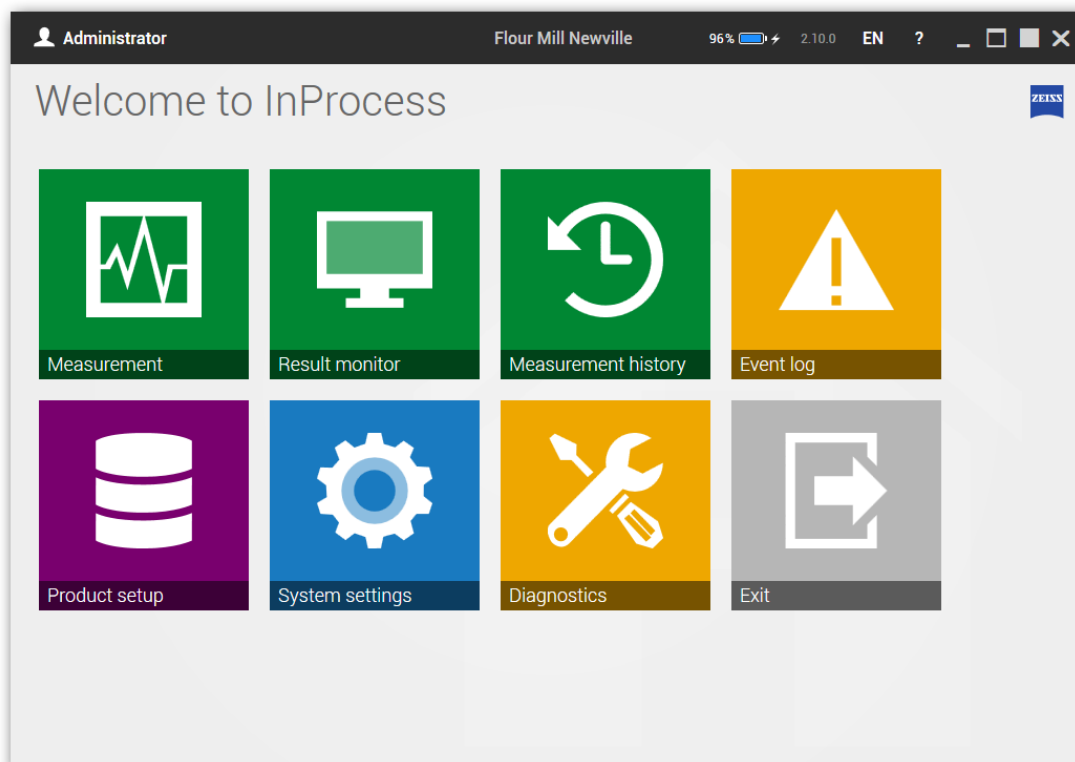 Administrator Flour Mill Newville 96% 2.10.0 EN ?
Welcome to InProcess
ZEISS
Measurement Result monitor Measurement history Event log
Product setup System settings Diagnostics Exit